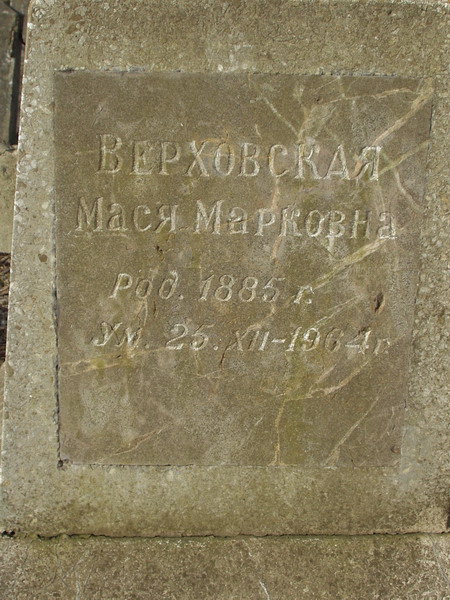 Верховская
Мася Марковна
Род. 1885 г.
Ум. 25.XII-1964 г.